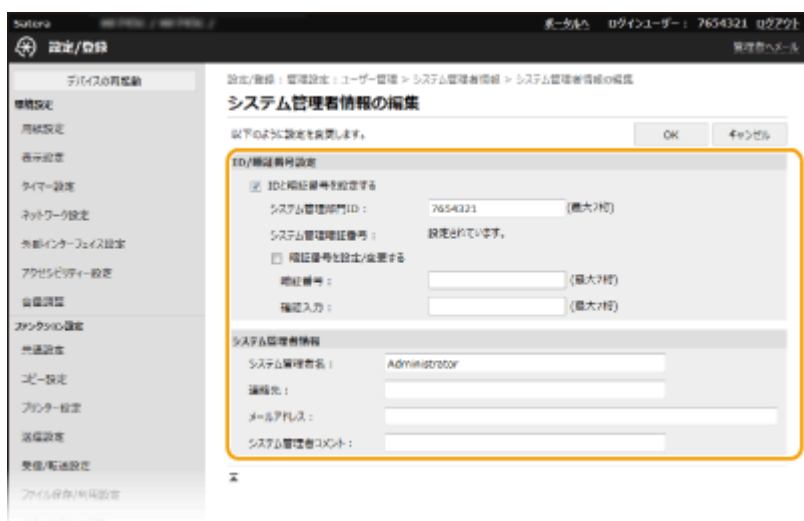 Satera
ポータルへ ログインユーザー: 7654321 ログアウト
設定/登録
管理者へメール
デバイスの再起動
設定/登録 : 管理設定 : ユーザー管理 > システム管理者情報 > システム管理者情報の編集
システム管理者情報の編集
以下のように設定を変更します。
OK キャンセル
環境設定
用紙設定
表示設定
タイマー設定
ネットワーク設定
外部インターフェイス設定
アクセシビリティー設定
音量調整
ファンクション設定
共通設定
コピー設定
プリンター設定
送信設定
受信/転送設定
ファイル保存/利用設定
ID/暗証番号設定
IDと暗証番号を設定する
システム管理部門ID: 7654321 (最大7桁)
システム管理暗証番号: 設定されています。
暗証番号を設定/変更する
暗証番号: (最大7桁)
確認入力: (最大7桁)
システム管理者情報
システム管理者名: Administrator
連絡先:
メールアドレス:
システム管理者コメント: